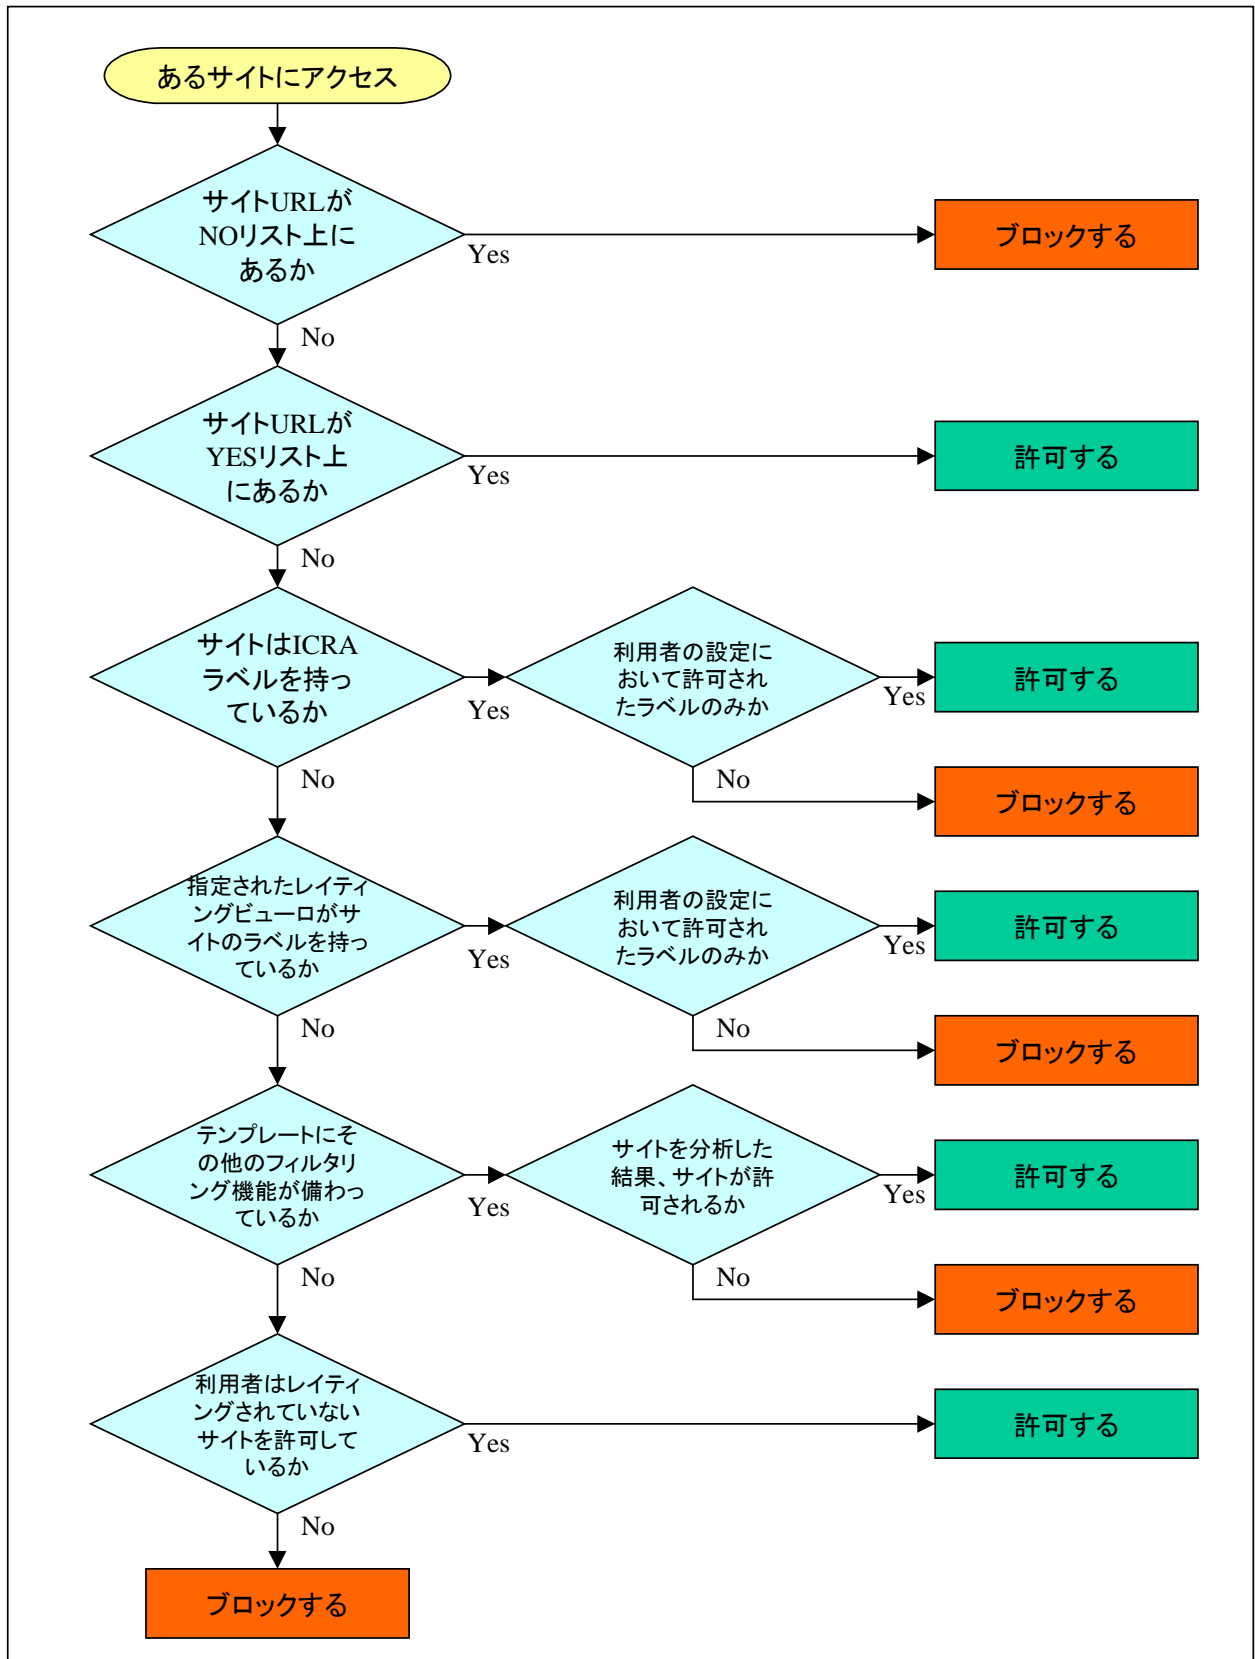 あるサイトにアクセス
サイトURLが
NOリスト上に
あるか
Yes
ブロックする
No
サイトURLが
YESリスト上
にあるか
Yes
許可する
No
サイトはICRA
ラベルを持っ
ているか
Yes
利用者の設定に
おいて許可され
たラベルのみか
Yes
許可する
No
ブロックする
No
指定されたレイティ
ングビューロがサ
イトのラベルを持っ
ているか
Yes
利用者の設定に
おいて許可され
たラベルのみか
Yes
許可する
No
ブロックする
No
テンプレートにそ
の他のフィルタリ
ング機能が備わっ
ているか
Yes
サイトを分析した
結果、サイトが許
可されるか
Yes
許可する
No
ブロックする
No
利用者はレイティ
ングされていない
サイトを許可して
いるか
Yes
許可する
No
ブロックする